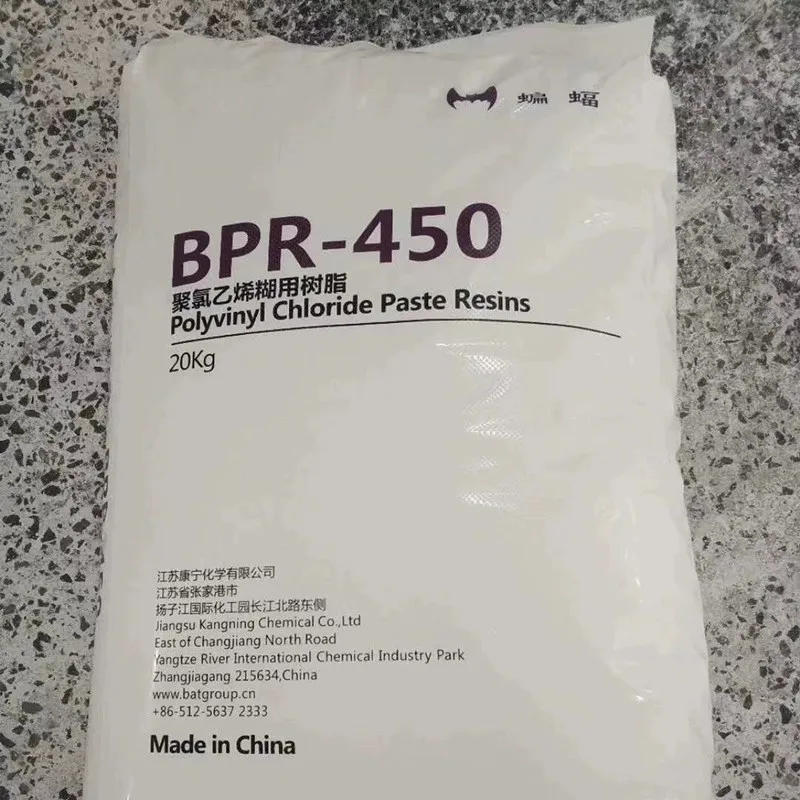 蝙蝠
BPR-450
聚氯乙烯糊用树脂
Polyvinyl Chloride Paste Resins
20Kg
江苏康宁化学有限公司
江苏省张家港市
扬子江国际化工园长江北路东侧
Jiangsu Kangning Chemical Co.,Ltd
East of Changjiang North Road
Yangtze River International Chemical Industry Park
Zhangjiagang 215634,China
www.batgroup.cn
+86-512-5637 2333
Made in China